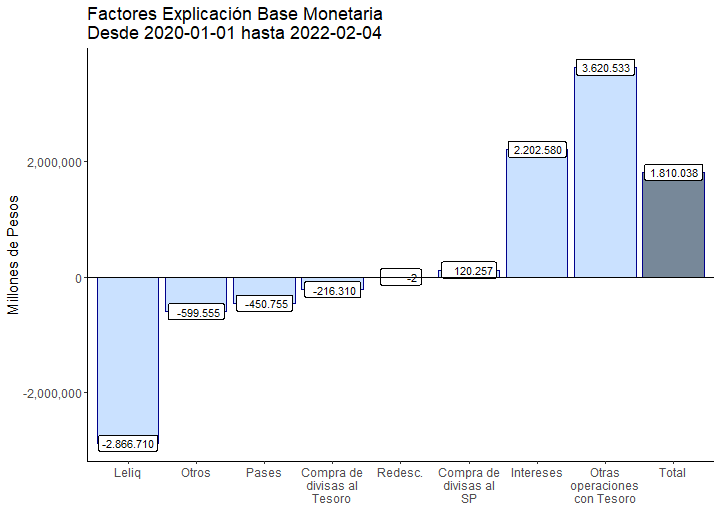 Factores Explicación Base Monetaria
Desde 2020-01-01 hasta 2022-02-04
Millones de Pesos
2,000,000
0
-2,000,000
-2.866.710
-599.555
-450.755
-216.310
-2
120.257
2.202.580
3.620.533
1.810.038
Leliq
Otros
Pases
Compra de
divisas al
Tesoro
Redesc.
Compra de
divisas al
SP
Intereses
Otras
operaciones
con Tesoro
Total